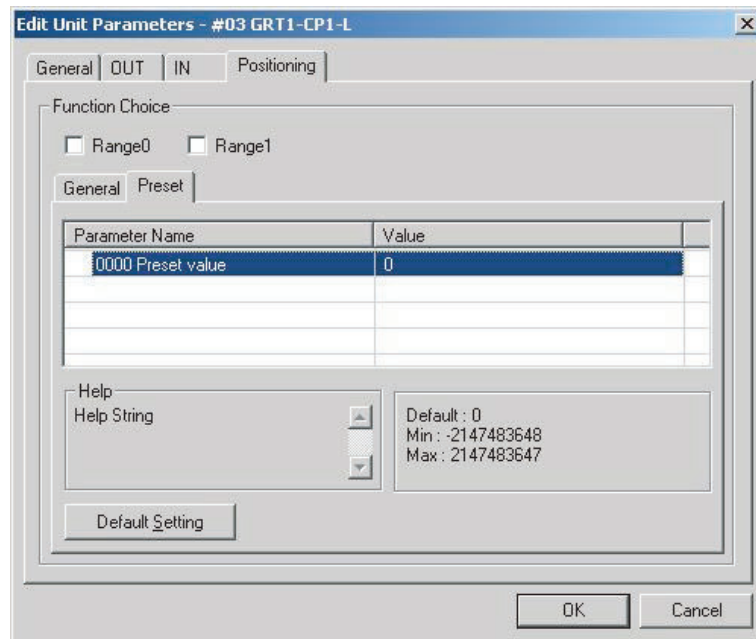 Edit Unit Parameters - #03 GRT1-CP1-L
General OUT IN Positioning
Function Choice
Range0 Range1
General Preset
Parameter Name Value
0000 Preset value 0
Help
Help String
Default : 0
Min : -2147483648
Max : 2147483647
Default Setting
OK Cancel